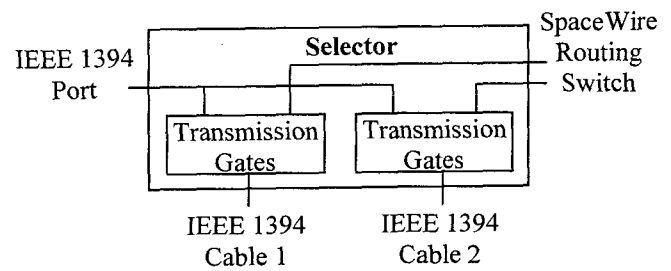 SpaceWire
Routing
Switch
Selector
IEEE 1394
Port
Transmission
Gates
Transmission
Gates
IEEE 1394
Cable 1
IEEE 1394
Cable 2